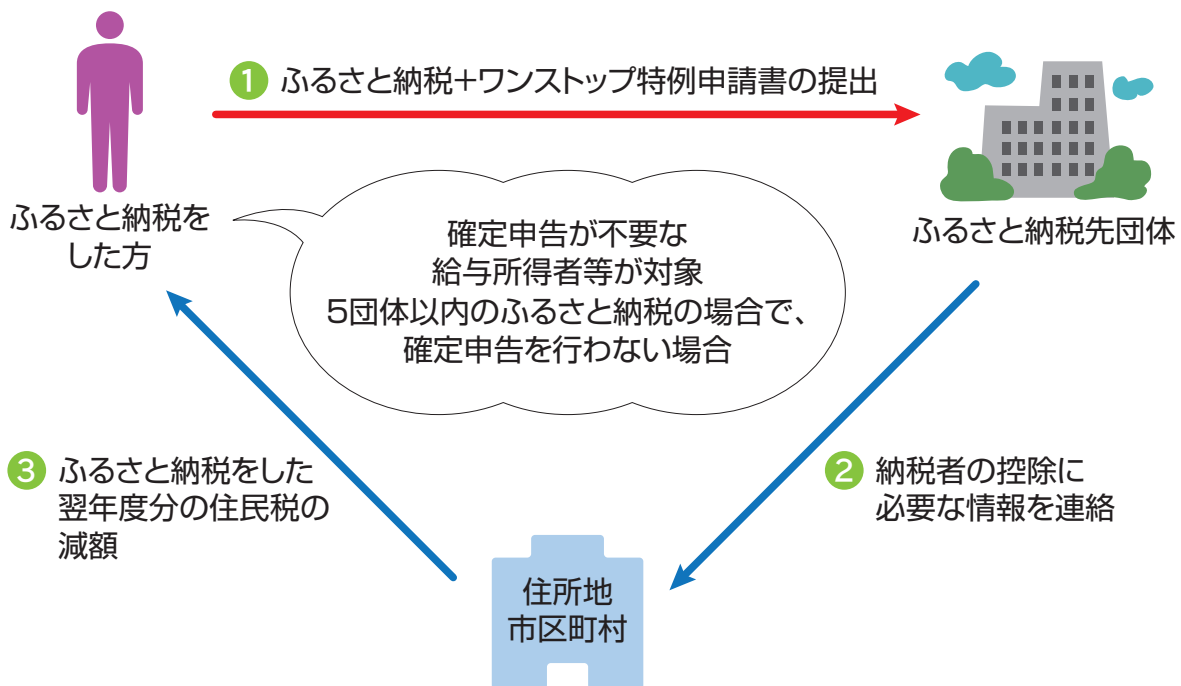 1 ふるさと納税+ワンストップ特例申請書の提出
ふるさと納税を
した方
ふるさと納税先団体
確定申告が不要な
給与所得者等が対象
5団体以内のふるさと納税の場合で、
確定申告を行わない場合
2 納税者の控除に
必要な情報を連絡
3 ふるさと納税をした
翌年度分の住民税の
減額
住所地
市区町村